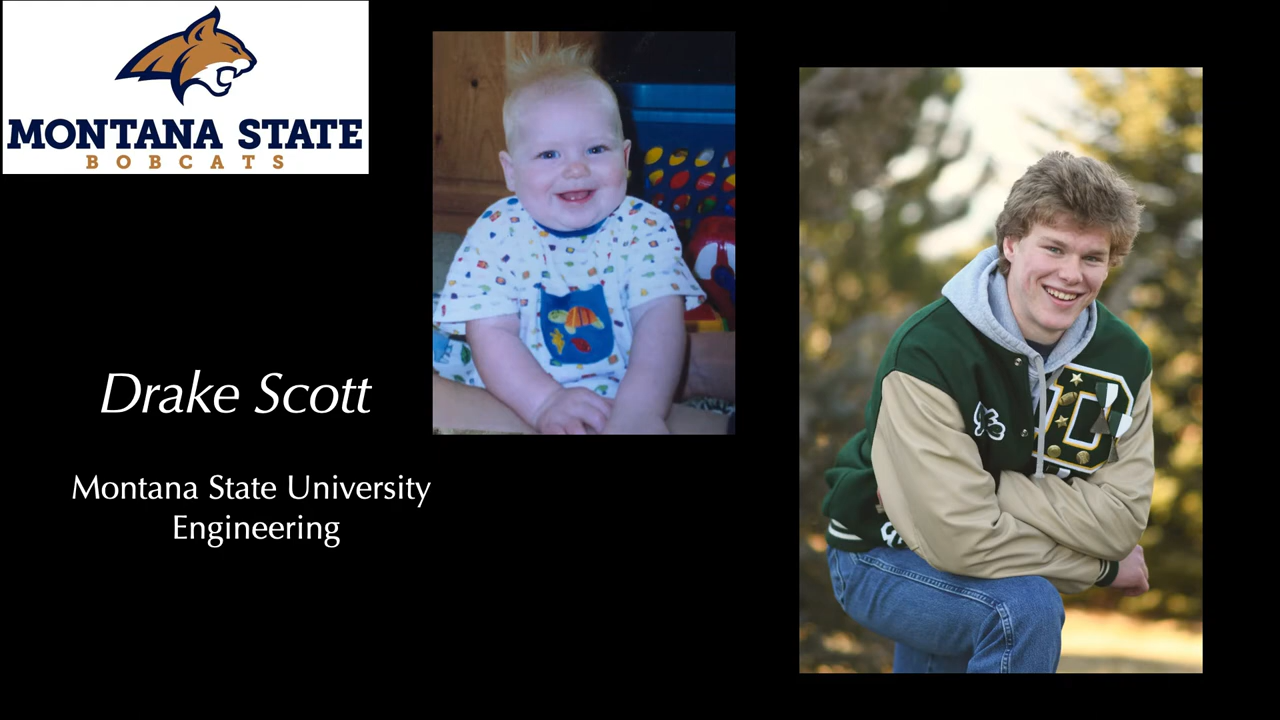 MONTANA STATE
BOBCATS
Drake Scott
Montana State University
Engineering
D